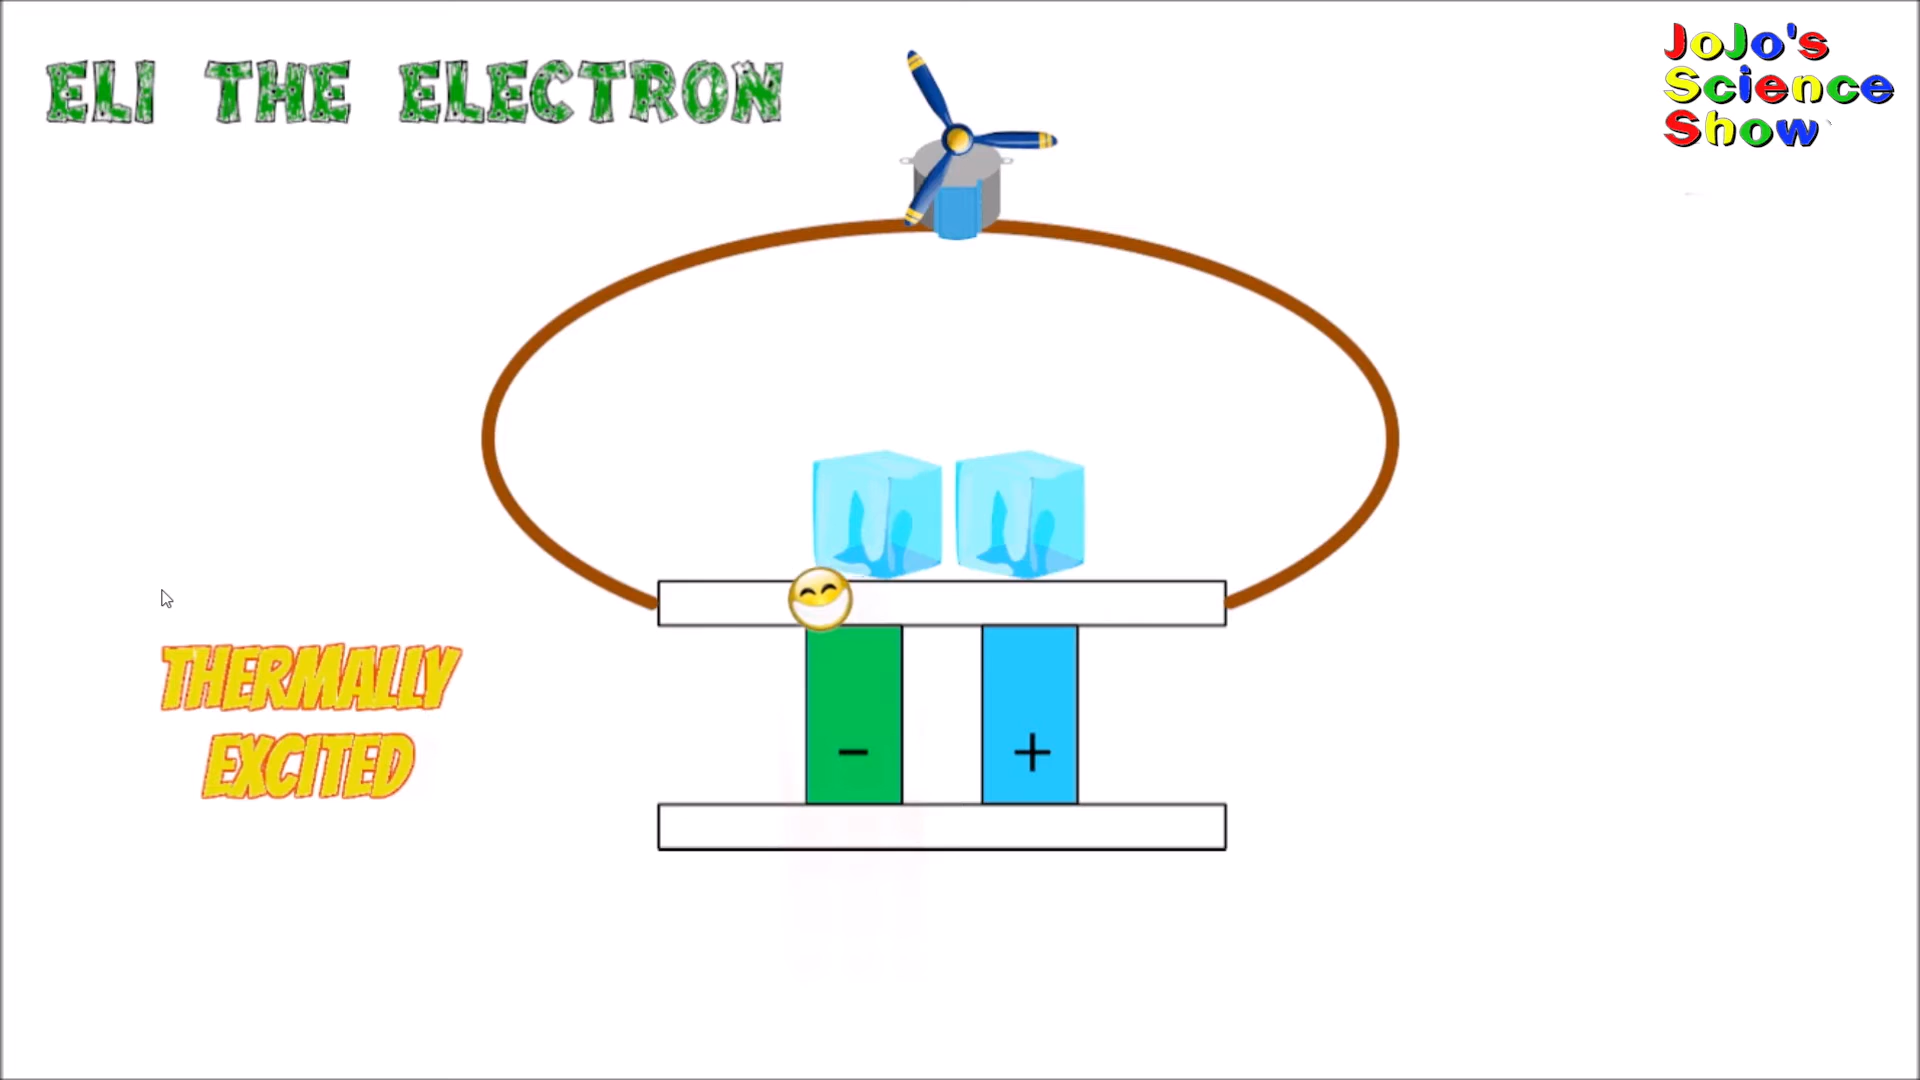 ELI THE ELECTRON
JoJo's
Science
Show
THERMALLY
EXCITED
-
+